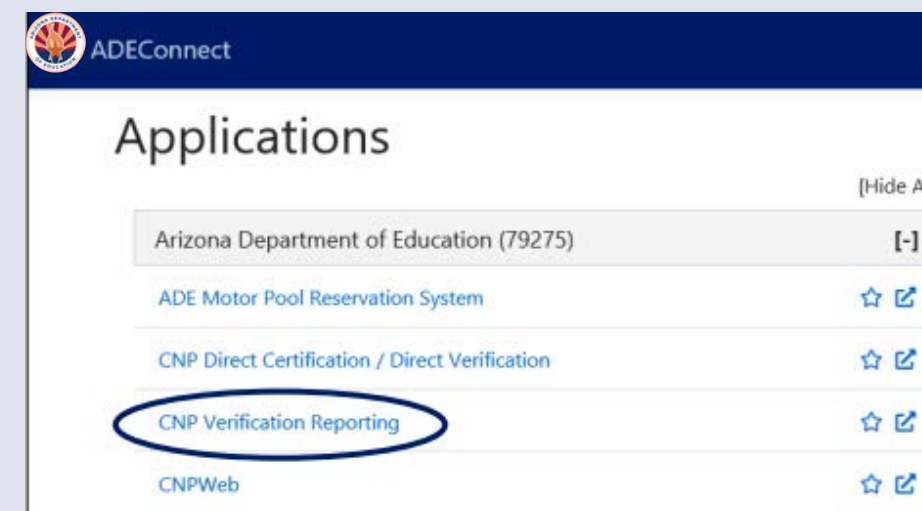 ADEConnect
Applications
[Hide A
Arizona Department of Education (79275) [-]
ADE Motor Pool Reservation System
CNP Direct Certification / Direct Verification
CNP Verification Reporting
CNPWeb